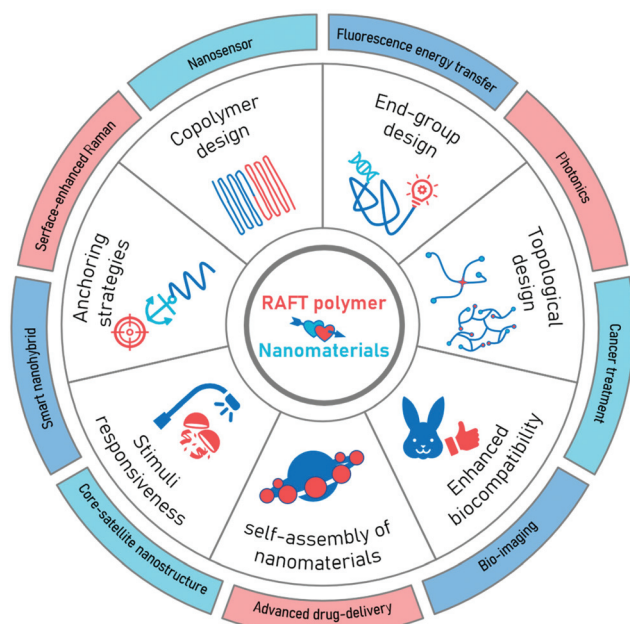 Nanosensor
Fluorescence energy transfer
Photonics
Cancer treatment
Bio-imaging
Advanced drug-delivery
Core-satellite nanostructure
Smart nanohybrid
Serface-enhanced Raman
Copolymer
design
End-group
design
Topological
design
Enhanced
biocompatibility
self-assembly of
nanomaterials
Stimuli
responsiveness
Anchoring
strategies
RAFT polymer
Nanomaterials